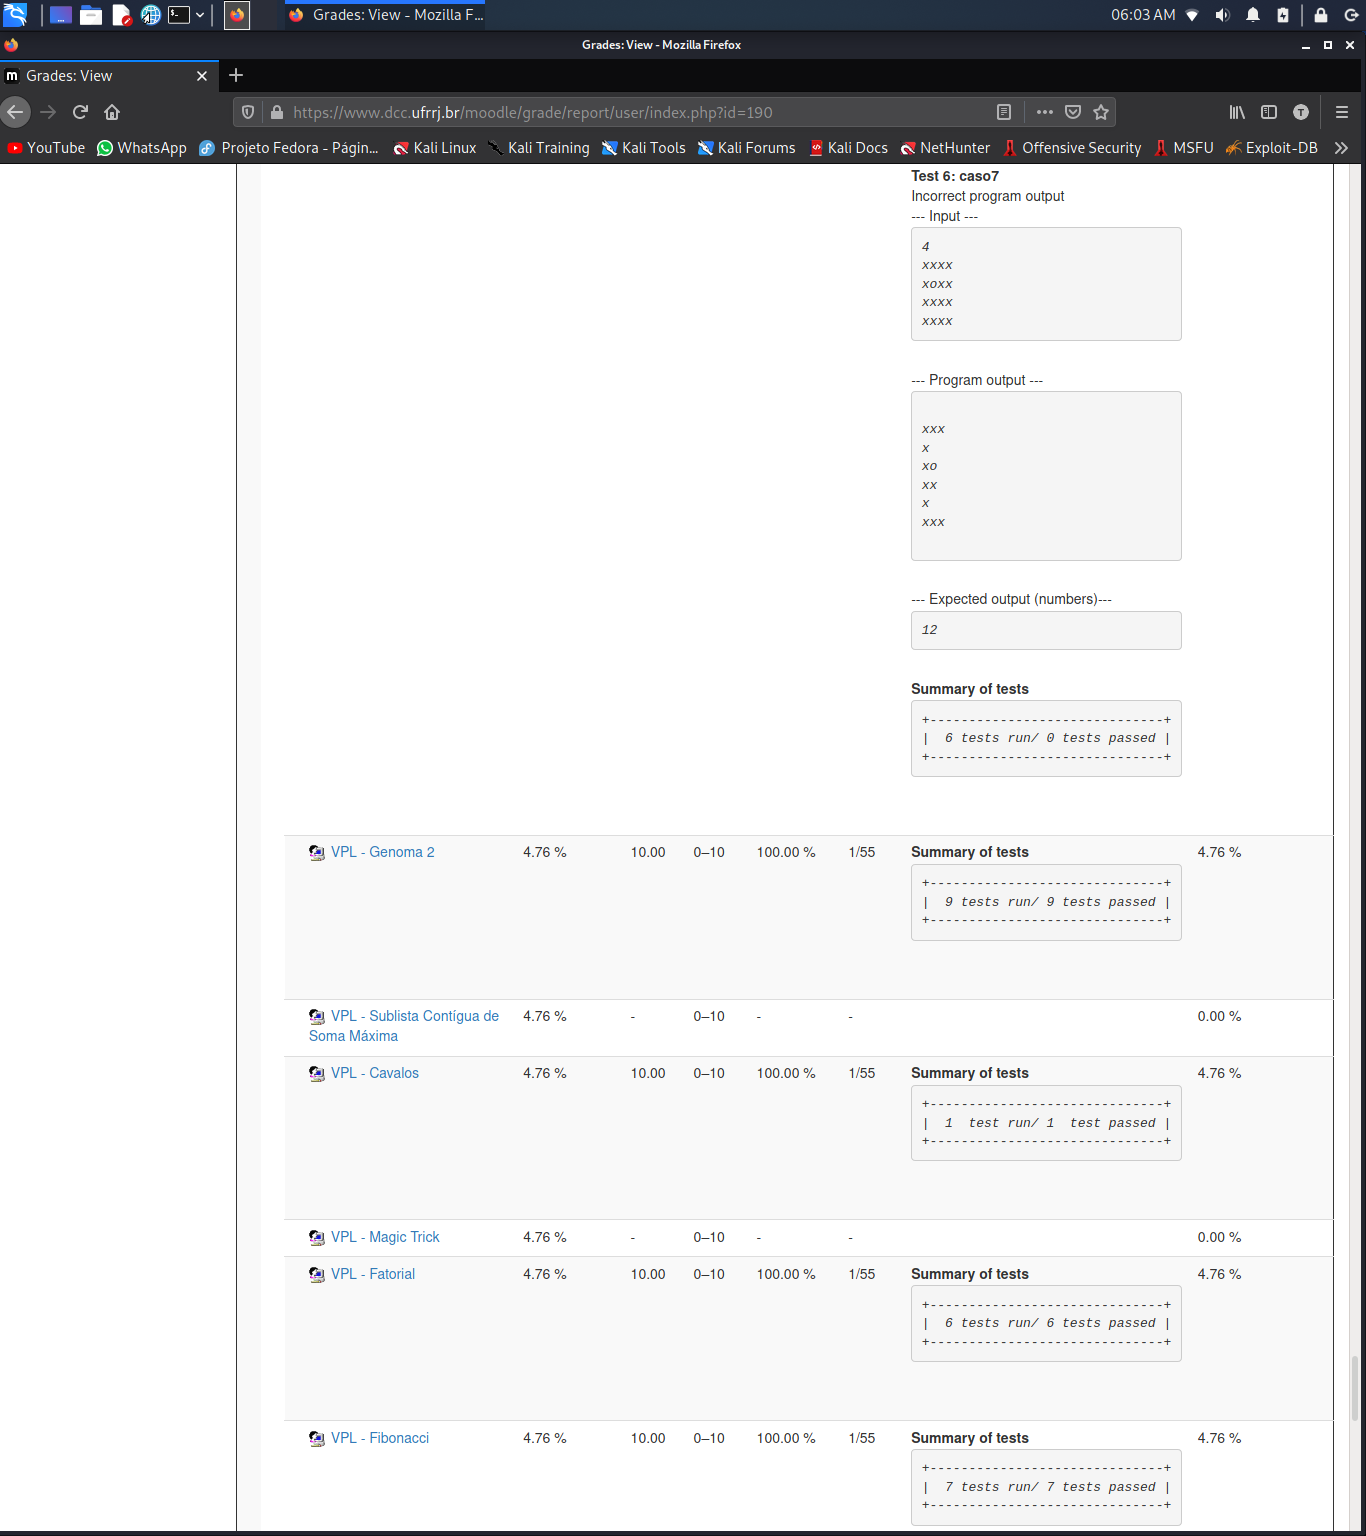 Grades: View - Mozilla F...
06:03 AM
Grades: View - Mozilla Firefox
Grades: View
https://www.dcc.ufrrj.br/moodle/grade/report/user/index.php?id=190
YouTube WhatsApp Projeto Fedora - Págin... Kali Linux Kali Training Kali Tools Kali Forums Kali Docs NetHunter Offensive Security MSFU Exploit-DB
Test 6: caso7
Incorrect program output
--- Input ---
4
xxxx
xoxx
xxxx
xxxx
--- Program output ---
xxx
x
xo
xx
x
xxx
--- Expected output (numbers)---
12
Summary of tests
+------------------------------+
|  6 tests run/ 0 tests passed |
+------------------------------+
VPL - Genoma 2 4.76 % 10.00 0–10 100.00 % 1/55 Summary of tests 4.76 %
+------------------------------+
|  9 tests run/ 9 tests passed |
+------------------------------+
VPL - Sublista Contígua de 4.76 % - 0–10 - - 0.00 %
Soma Máxima
VPL - Cavalos 4.76 % 10.00 0–10 100.00 % 1/55 Summary of tests 4.76 %
+------------------------------+
|  1  test run/ 1  test passed |
+------------------------------+
VPL - Magic Trick 4.76 % - 0–10 - - 0.00 %
VPL - Fatorial 4.76 % 10.00 0–10 100.00 % 1/55 Summary of tests 4.76 %
+------------------------------+
|  6 tests run/ 6 tests passed |
+------------------------------+
VPL - Fibonacci 4.76 % 10.00 0–10 100.00 % 1/55 Summary of tests 4.76 %
+------------------------------+
|  7 tests run/ 7 tests passed |
+------------------------------+